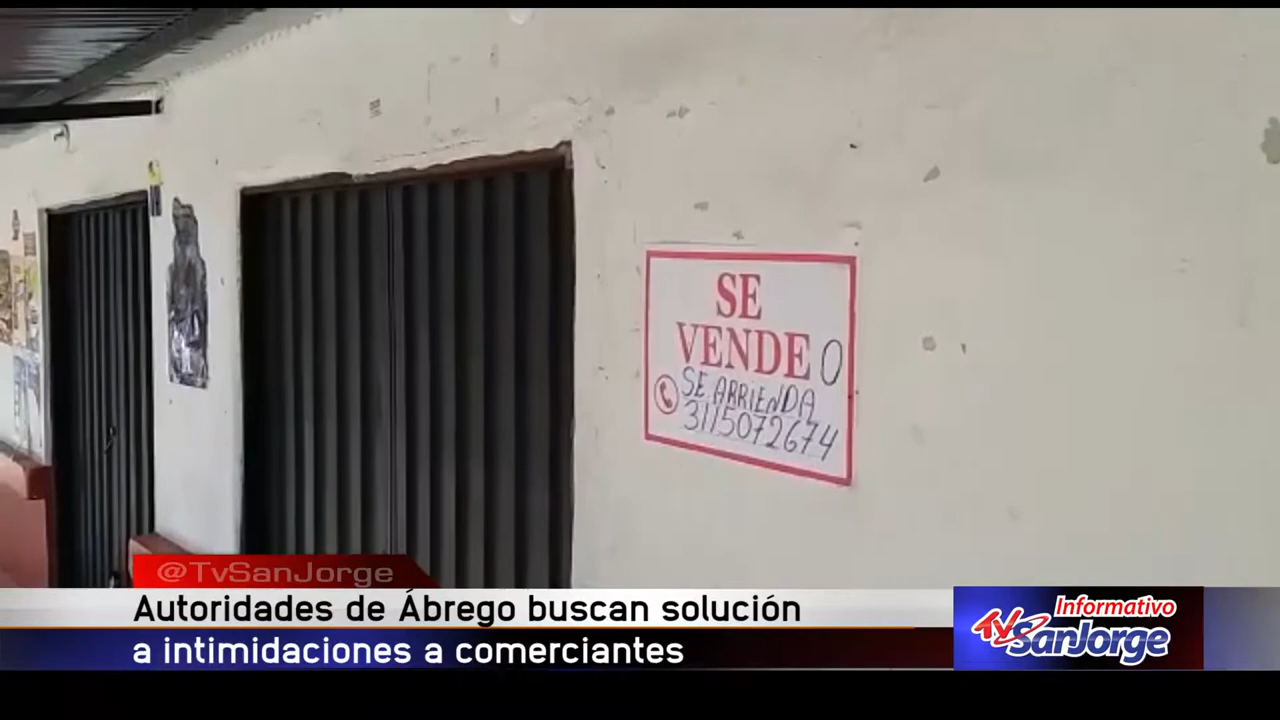 SE
VENDE O
SE ARRIENDA
3115072674
@TvSanJorge
Autoridades de Ábrego buscan solución
a intimidaciones a comerciantes
Informativo
TV SanJorge